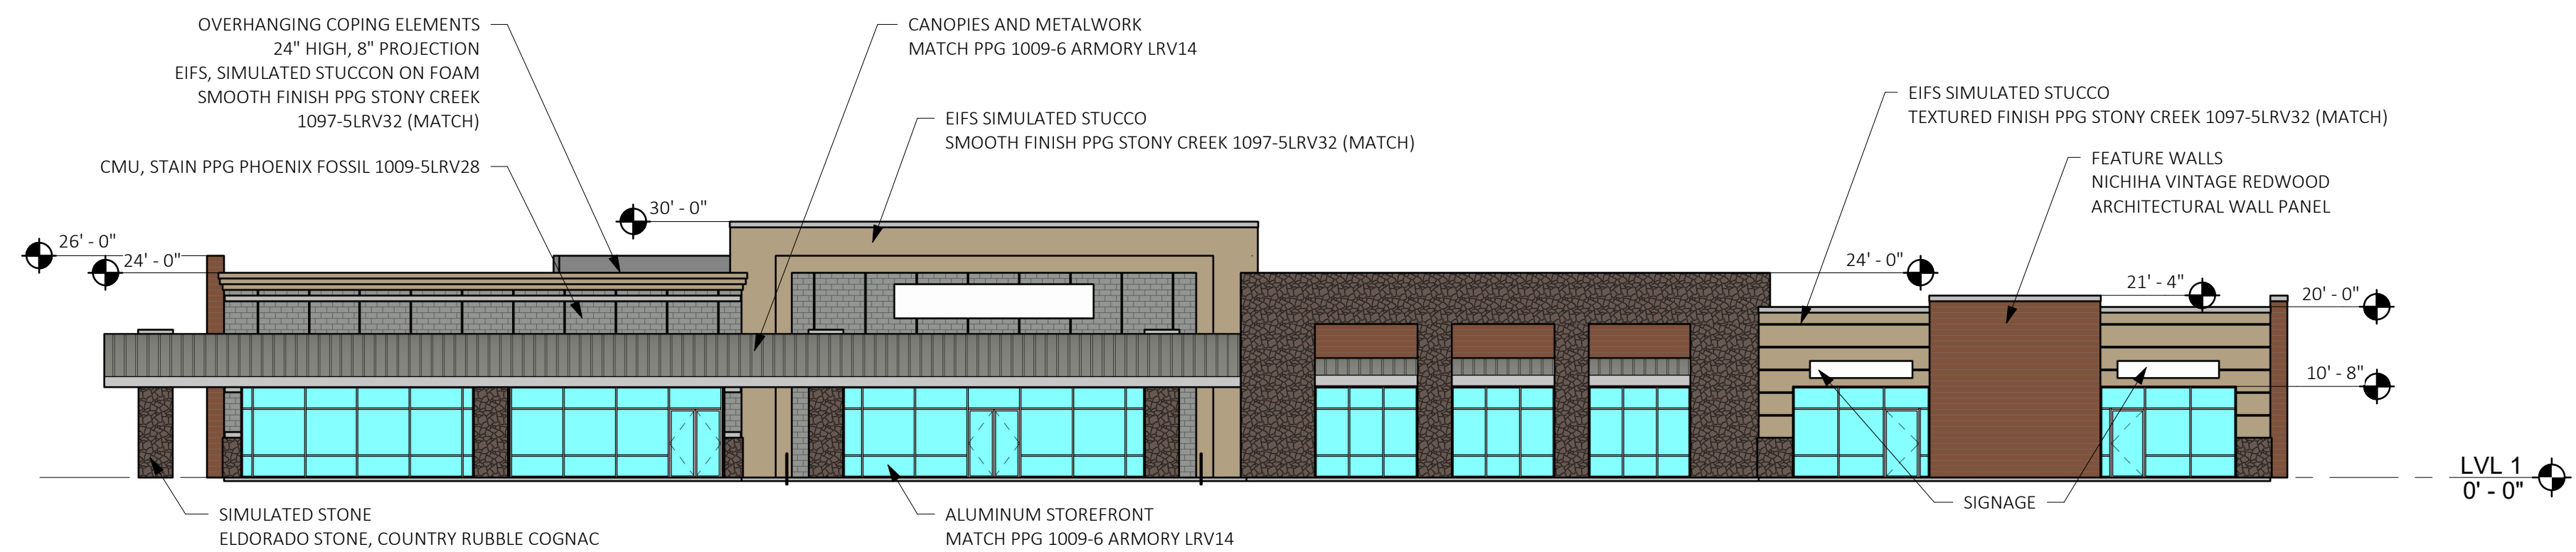 OVERHANGING COPING ELEMENTS
24" HIGH, 8" PROJECTION
EIFS, SIMULATED STUCCON ON FOAM
SMOOTH FINISH PPG STONY CREEK
1097-5LRV32 (MATCH)
CMU, STAIN PPG PHOENIX FOSSIL 1009-5LRV28
CANOPIES AND METALWORK
MATCH PPG 1009-6 ARMORY LRV14
EIFS SIMULATED STUCCO
SMOOTH FINISH PPG STONY CREEK 1097-5LRV32 (MATCH)
EIFS SIMULATED STUCCO
TEXTURED FINISH PPG STONY CREEK 1097-5LRV32 (MATCH)
FEATURE WALLS
NICHIHA VINTAGE REDWOOD
ARCHITECTURAL WALL PANEL
26' - 0"
24' - 0"
30' - 0"
24' - 0"
21' - 4"
20' - 0"
10' - 8"
LVL 1
0' - 0"
SIMULATED STONE
ELDORADO STONE, COUNTRY RUBBLE COGNAC
ALUMINUM STOREFRONT
MATCH PPG 1009-6 ARMORY LRV14
SIGNAGE